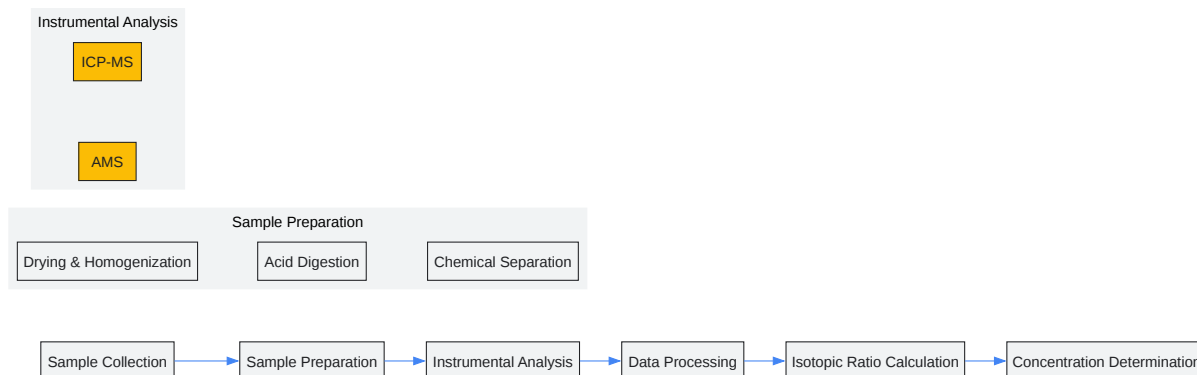 Instrumental Analysis
ICP-MS
AMS
Sample Preparation
Drying & Homogenization
Acid Digestion
Chemical Separation
Sample Collection
Sample Preparation
Instrumental Analysis
Data Processing
Isotopic Ratio Calculation
Concentration Determination